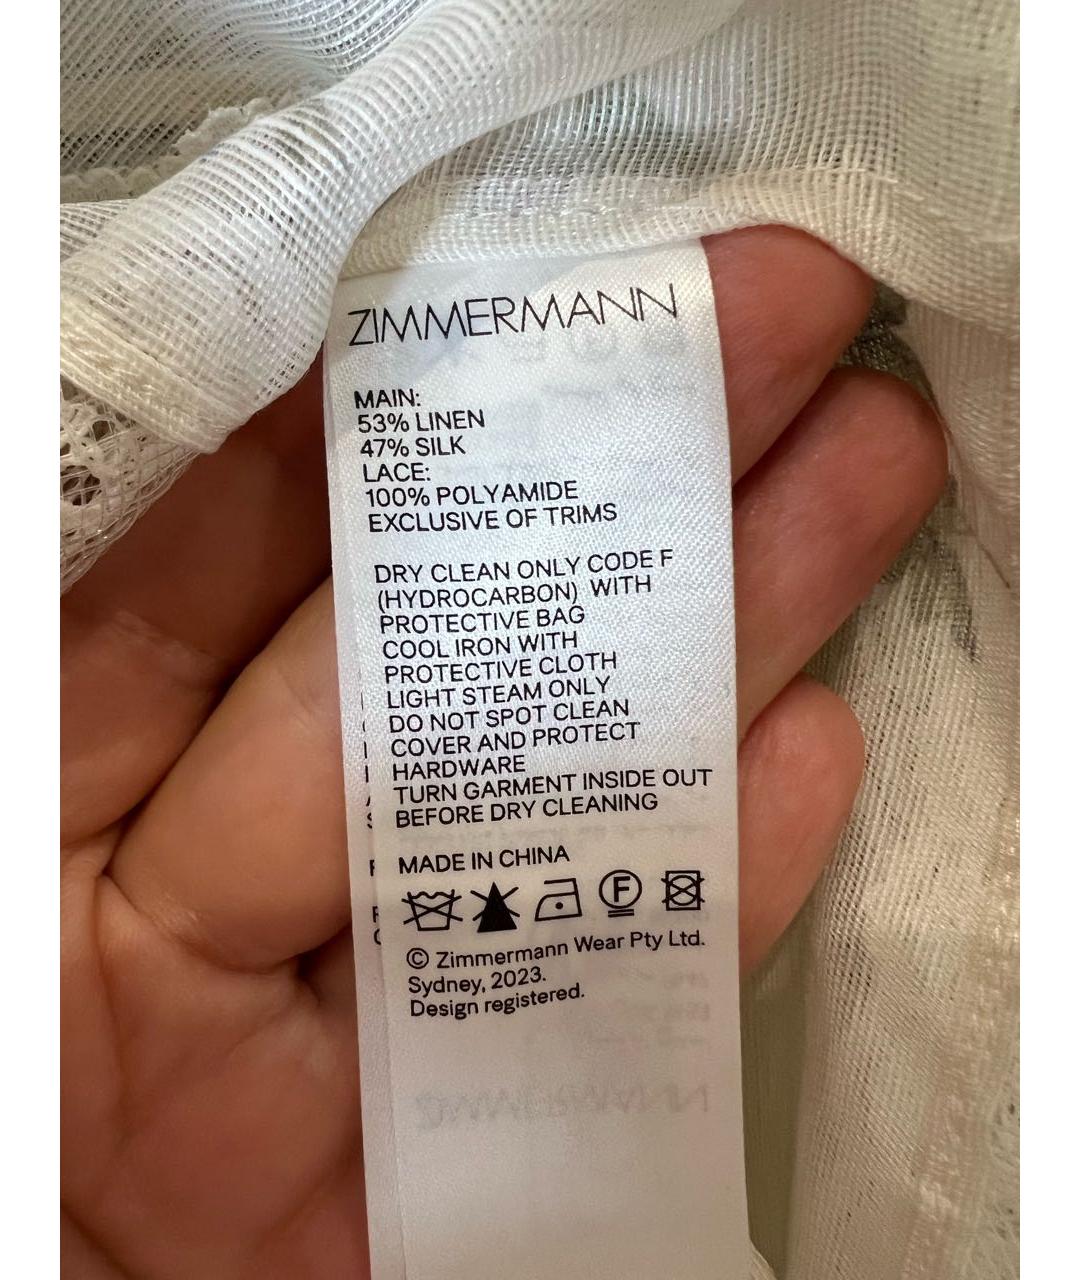 ZIMMERMANN
MAIN:
53% LINEN
47% SILK
LACE:
100% POLYAMIDE
EXCLUSIVE OF TRIMS
DRY CLEAN ONLY CODE F
(HYDROCARBON) WITH
PROTECTIVE BAG
COOL IRON WITH
PROTECTIVE CLOTH
LIGHT STEAM ONLY
DO NOT SPOT CLEAN
COVER AND PROTECT
HARDWARE
TURN GARMENT INSIDE OUT
BEFORE DRY CLEANING
MADE IN CHINA
F
© Zimmermann Wear Pty Ltd.
Sydney, 2023.
Design registered.